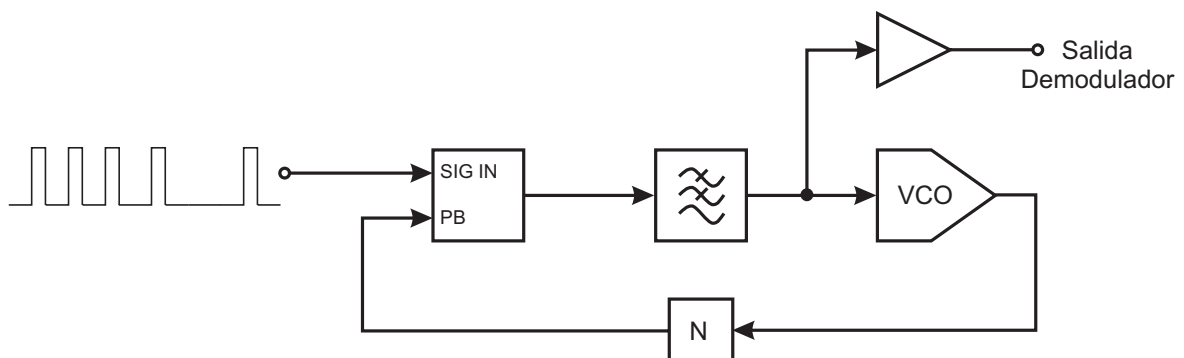 Salida
Demodulador
SIG IN
PB
VCO
N